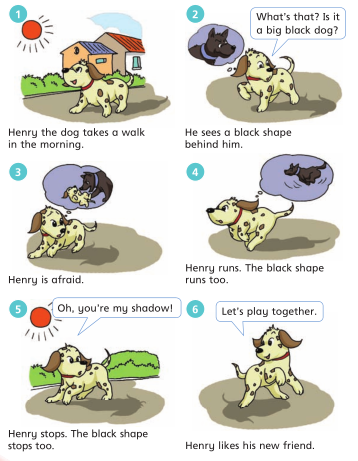 1
Henry the dog takes a walk
in the morning.
2
What's that? Is it
a big black dog?
He sees a black shape
behind him.
3
Henry is afraid.
4
Henry runs. The black shape
runs too.
5
Oh, you're my shadow!
Henry stops. The black shape
stops too.
6
Let's play together.
Henry likes his new friend.